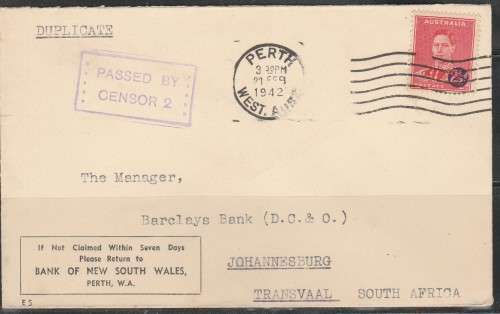 DUPLICATE
PASSED BY
CENSOR 2
PERTH
3 30PM
1942
WEST. AUST
AUSTRALIA
The Manager,
Barclays Bank (D.C.& O.)
JOHANNESBURG
TRANSVAAL SOUTH AFRICA
If Not Claimed Within Seven Days
Please Return to
BANK OF NEW SOUTH WALES,
PERTH, W.A.
E 5